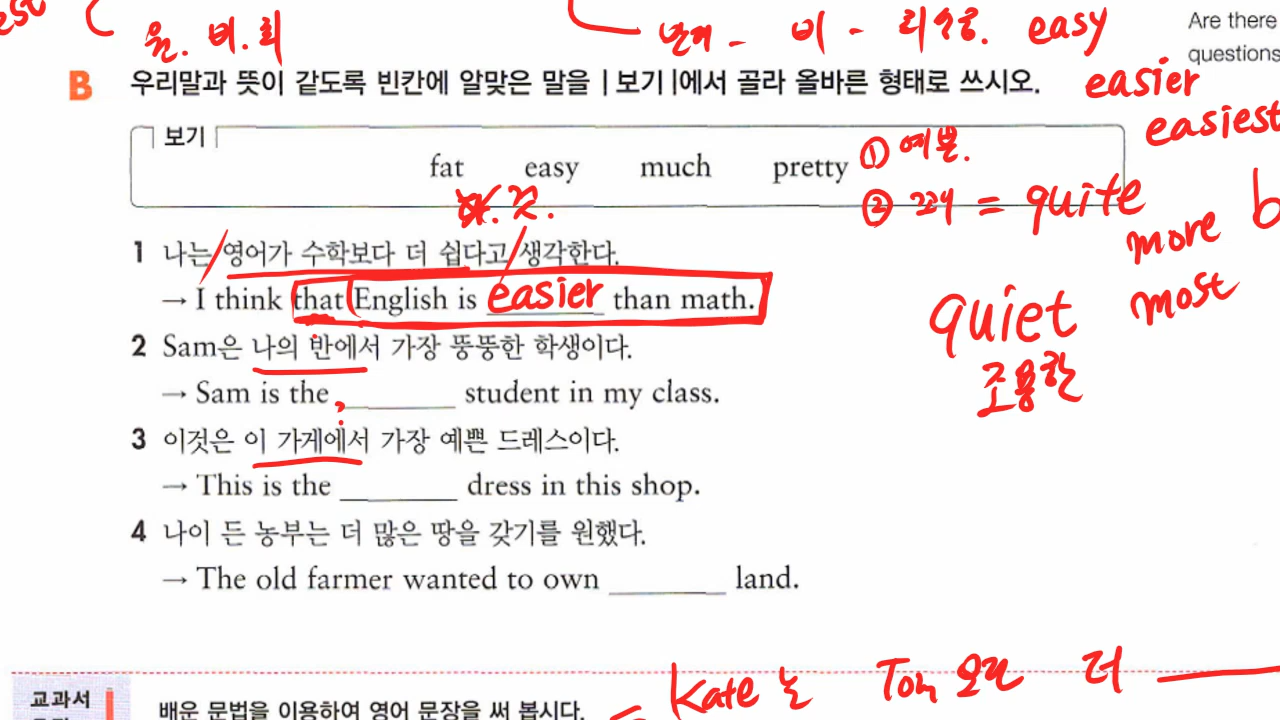 est
원. 비. 최
easy
Are there
questions
B 우리말과 뜻이 같도록 빈칸에 알맞은 말을 |보기|에서 골라 올바른 형태로 쓰시오.
easier
easiest
보기
fat easy much pretty
① 예쁜.
② 꽤 = quite
more
most
quiet
조용한
1 나는 영어가 수학보다 더 쉽다고 생각한다.
→ I think that English is easier than math.
2 Sam은 나의 반에서 가장 뚱뚱한 학생이다.
→ Sam is the ________ student in my class.
3 이것은 이 가게에서 가장 예쁜 드레스이다.
→ This is the ________ dress in this shop.
4 나이 든 농부는 더 많은 땅을 갖기를 원했다.
→ The old farmer wanted to own ________ land.
Kate는 Tom 보다 더
교과서
배운 문법을 이용하여 영어 문장을 써 봅시다.